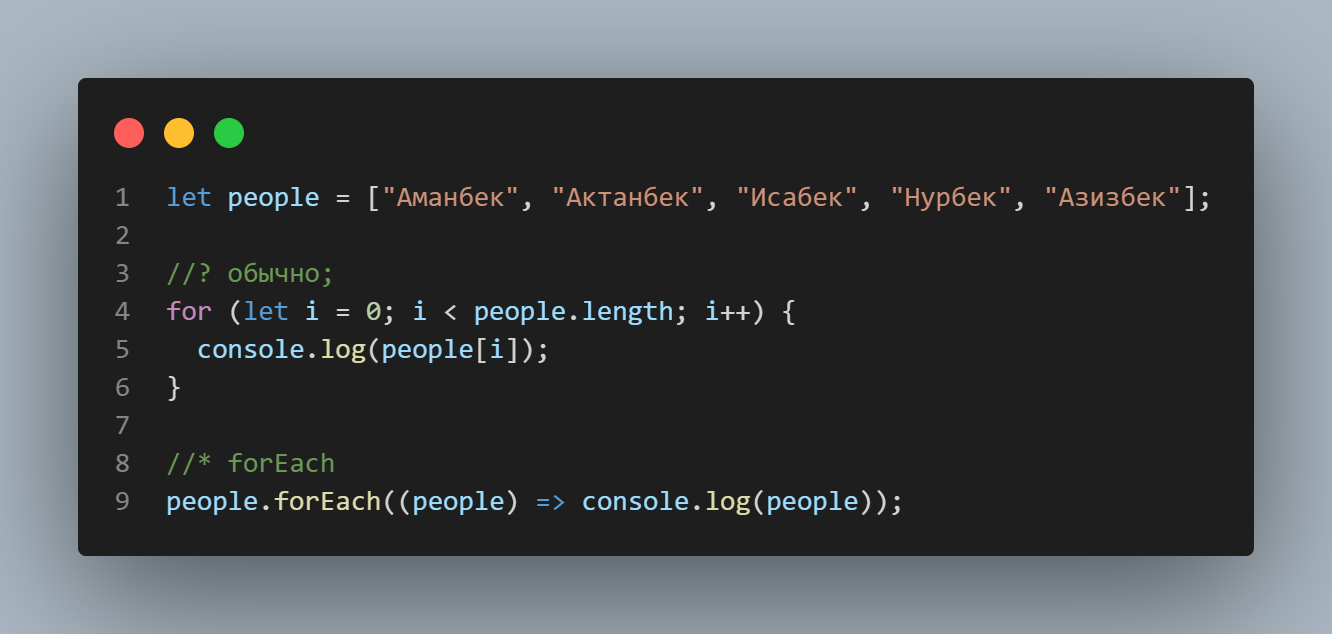 1 let people = ["Аманбек", "Актанбек", "Исабек", "Нурбек", "Азизбек"];
2
3 //? обычно;
4 for (let i = 0; i < people.length; i++) {
5   console.log(people[i]);
6 }
7
8 //* forEach
9 people.forEach((people) => console.log(people));